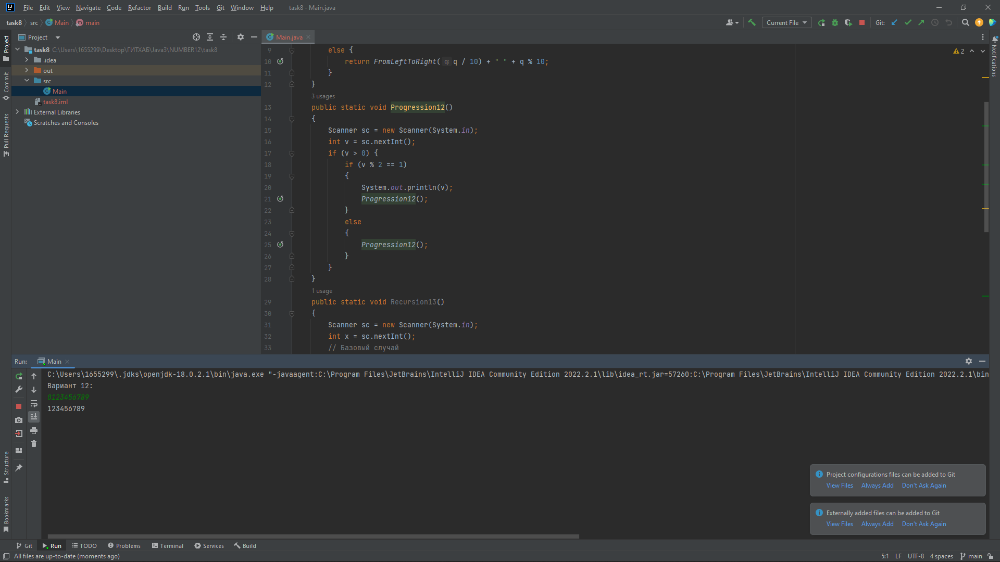 File Edit View Navigate Code Refactor Build Run Tools Git Window Help task8 - Main.java
task8 src Main main
Current File Git:
Project
Main.java
task8 C:\Users\1655299\Desktop\ГИТХАБ\Java3\NUMBER12\task8
.idea
out
src
Main
task8.iml
External Libraries
Scratches and Consoles
Project
Commit
Pull Requests
Structure
Bookmarks
Notifications
2
9 else {
10 return FromLeftToRight( q: q / 10) + " " + q % 10;
11 }
12 }
3 usages
13 public static void Progression12()
14 {
15 Scanner sc = new Scanner(System.in);
16 int v = sc.nextInt();
17 if (v > 0) {
18 if (v % 2 == 1)
19 {
20 System.out.println(v);
21 Progression12();
22 }
23 else
24 {
25 Progression12();
26 }
27 }
28 }
1 usage
29 public static void Recursion13()
30 {
31 Scanner sc = new Scanner(System.in);
32 int x = sc.nextInt();
33 // Базовый случай
Run: Main
C:\Users\1655299\.jdks\openjdk-18.0.2.1\bin\java.exe "-javaagent:C:\Program Files\JetBrains\IntelliJ IDEA Community Edition 2022.2.1\lib\idea_rt.jar=57260:C:\Program Files\JetBrains\IntelliJ IDEA Community Edition 2022.2.1\bin
Вариант 12:
0123456789
123456789
Project configurations files can be added to Git
View Files Always Add Don't Ask Again
Externally added files can be added to Git
View Files Always Add Don't Ask Again
Git Run TODO Problems Terminal Services Build
All files are up-to-date (moments ago) 5:1 LF UTF-8 4 spaces main